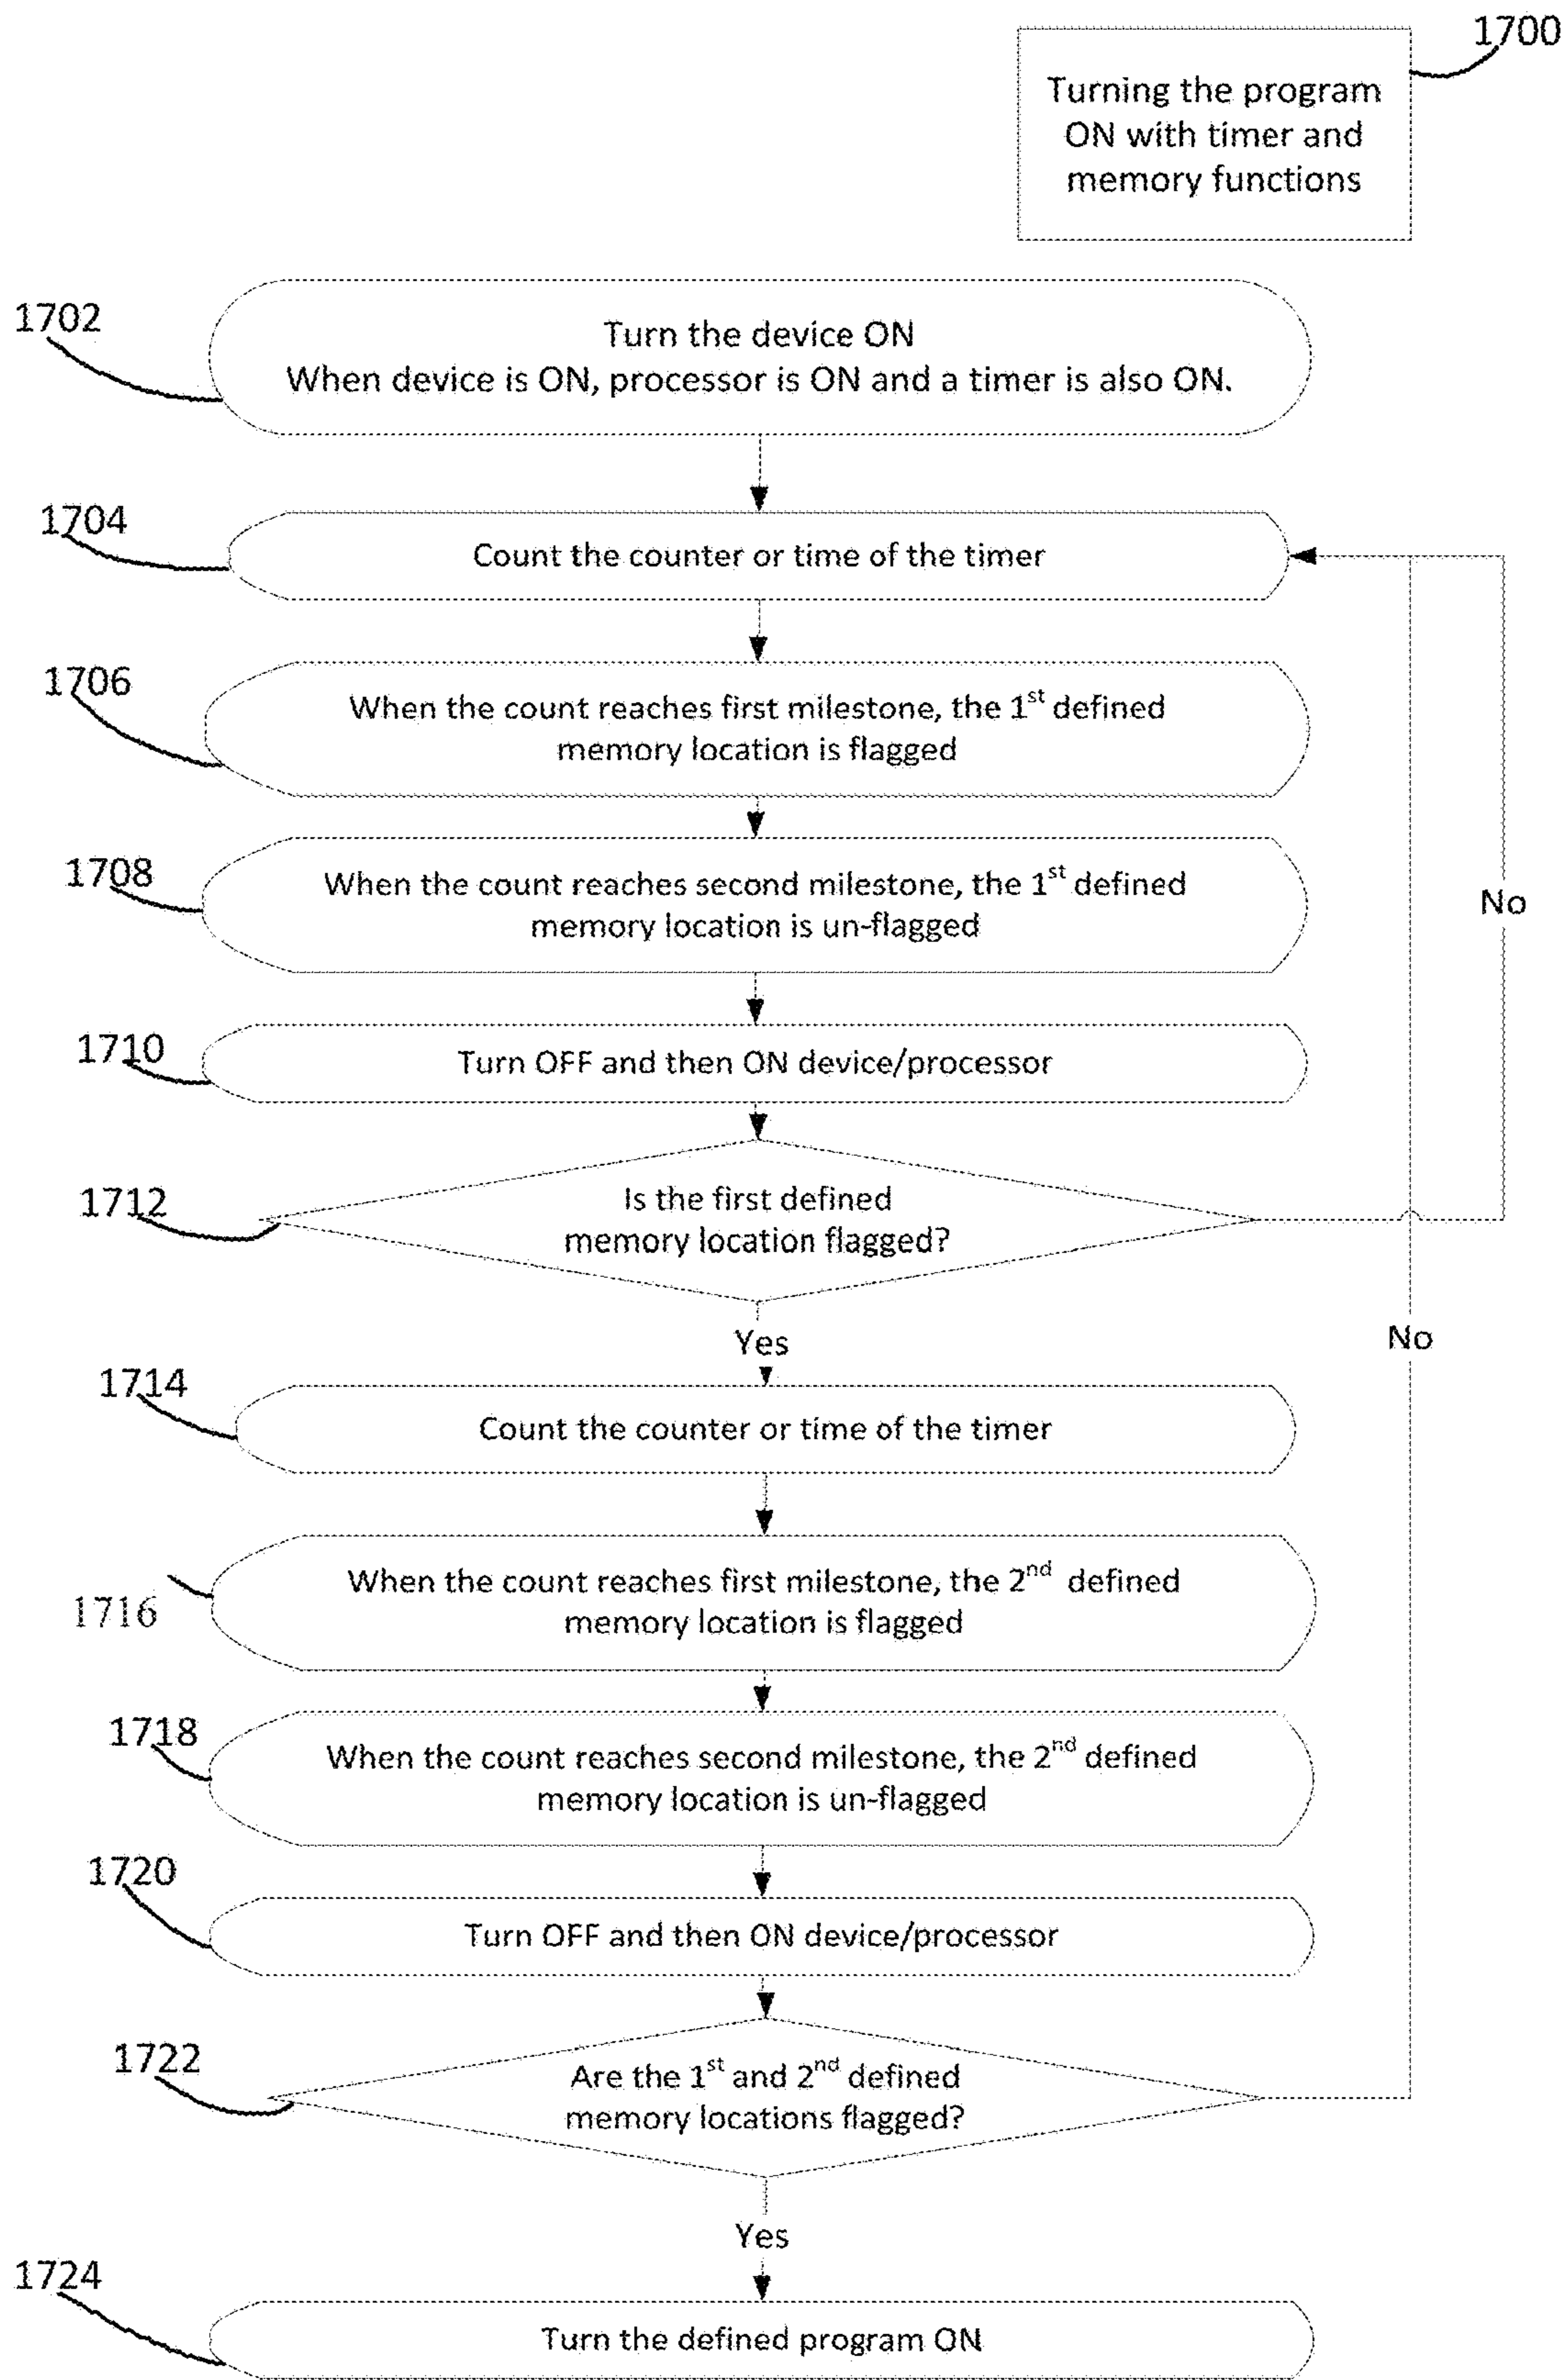 1700
Turning the program
ON with timer and
memory functions
1702
Turn the device ON
When device is ON, processor is ON and a timer is also ON.
1704
Count the counter or time of the timer
1706
When the count reaches first milestone, the 1st defined
memory location is flagged
1708
When the count reaches second milestone, the 1st defined
memory location is un-flagged
No
1710
Turn OFF and then ON device/processor
1712
Is the first defined
memory location flagged?
Yes
No
1714
Count the counter or time of the timer
1716
When the count reaches first milestone, the 2nd defined
memory location is flagged
1718
When the count reaches second milestone, the 2nd defined
memory location is un-flagged
1720
Turn OFF and then ON device/processor
1722
Are the 1st and 2nd defined
memory locations flagged?
Yes
1724
Turn the defined program ON